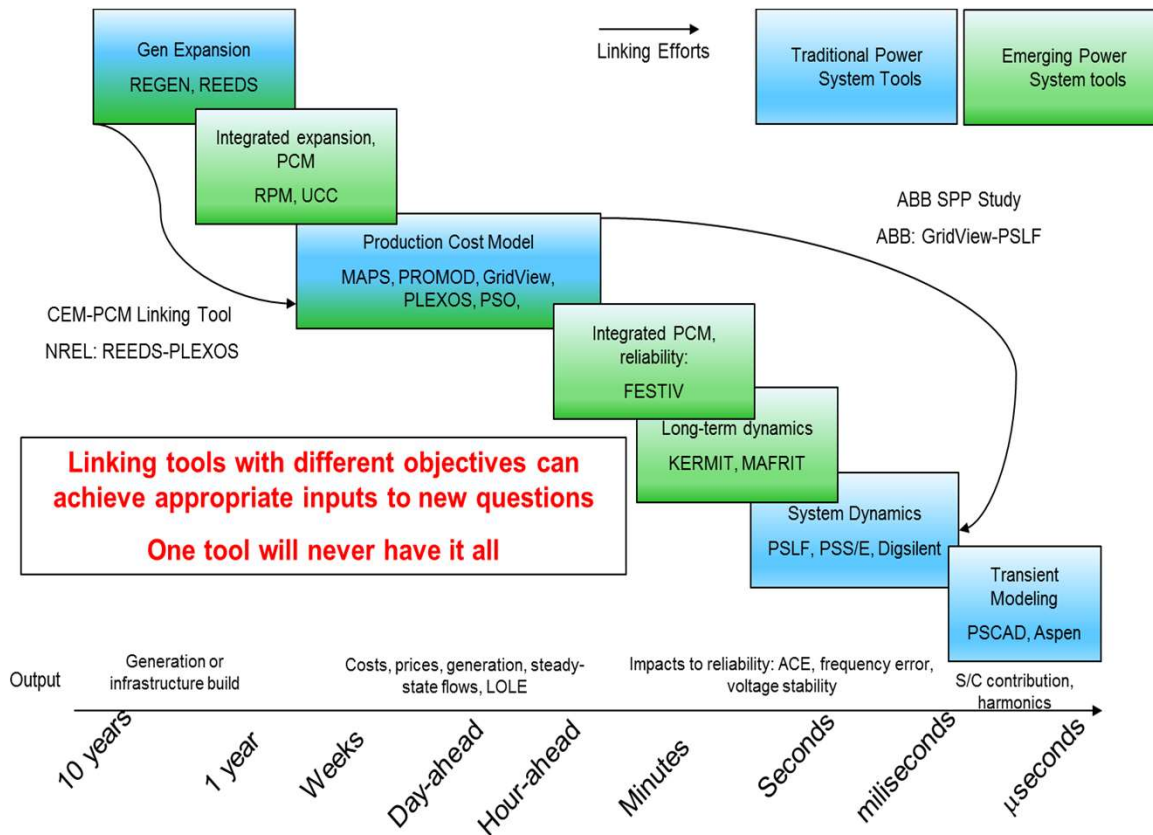 Gen Expansion
REGEN, REEDS
Linking Efforts
Traditional Power
System Tools
Emerging Power
System tools
Integrated expansion,
PCM
RPM, UCC
ABB SPP Study
ABB: GridView-PSLF
Production Cost Model
MAPS, PROMOD, GridView,
PLEXOS, PSO,
CEM-PCM Linking Tool
NREL: REEDS-PLEXOS
Integrated PCM,
reliability:
FESTIV
Long-term dynamics
KERMIT, MAFRIT
Linking tools with different objectives can
achieve appropriate inputs to new questions
One tool will never have it all
System Dynamics
PSLF, PSS/E, Digsilent
Transient
Modeling
PSCAD, Aspen
Output
Generation or
infrastructure build
Costs, prices, generation, steady-
state flows, LOLE
Impacts to reliability: ACE, frequency error,
voltage stability
S/C contribution,
harmonics
10 years
1 year
Weeks
Day-ahead
Hour-ahead
Minutes
Seconds
miliseconds
μseconds